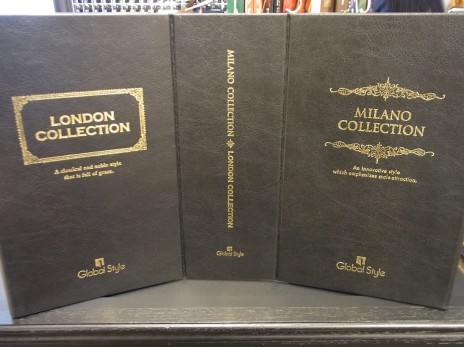 LONDON
COLLECTION
A classical and noble style
that is felt of grace.
Global Style
MILANO COLLECTION ❖ LONDON COLLECTION
Global Style
MILANO
COLLECTION
An innovative style
which emphasizes male attraction.
Global Style